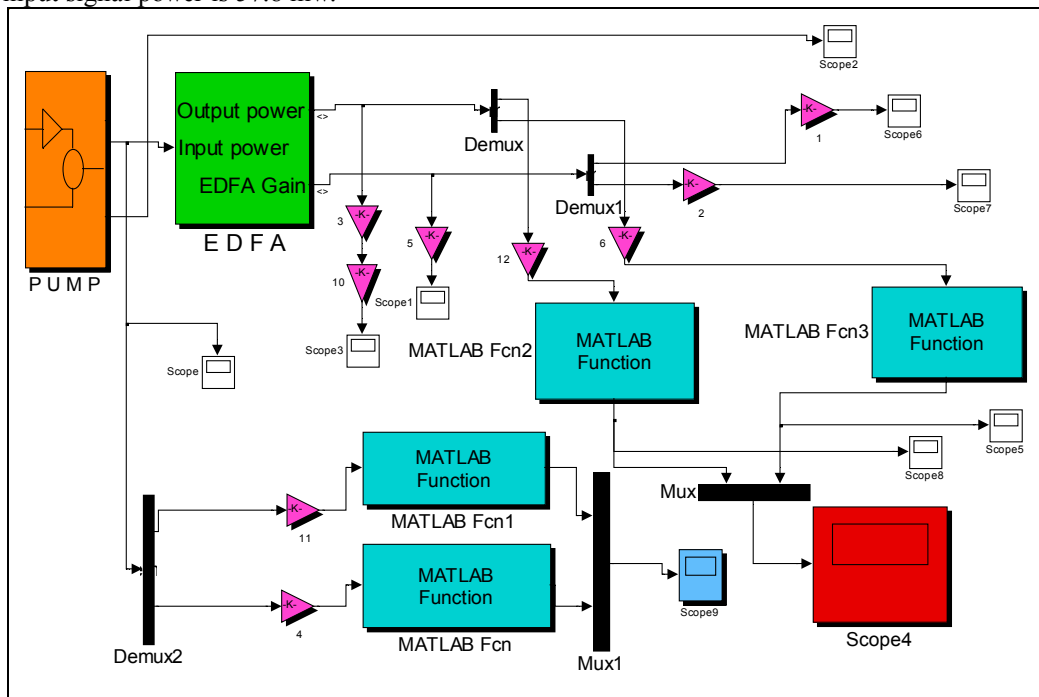 input signal power is 57.6 mW.
Scope2
Output power
Input power
EDFA Gain
<>
<>
E D F A
P U M P
Demux
Demux1
-K-
1
Scope6
-K-
2
Scope7
-K-
3
-K-
10
Scope3
-K-
5
Scope1
-K-
12
-K-
6
Scope
MATLAB
Function
MATLAB Fcn2
MATLAB
Function
MATLAB Fcn3
Scope5
Scope8
Mux
Scope4
Demux2
-K-
11
MATLAB
Function
MATLAB Fcn1
-K-
4
MATLAB
Function
MATLAB Fcn
Mux1
Scope9